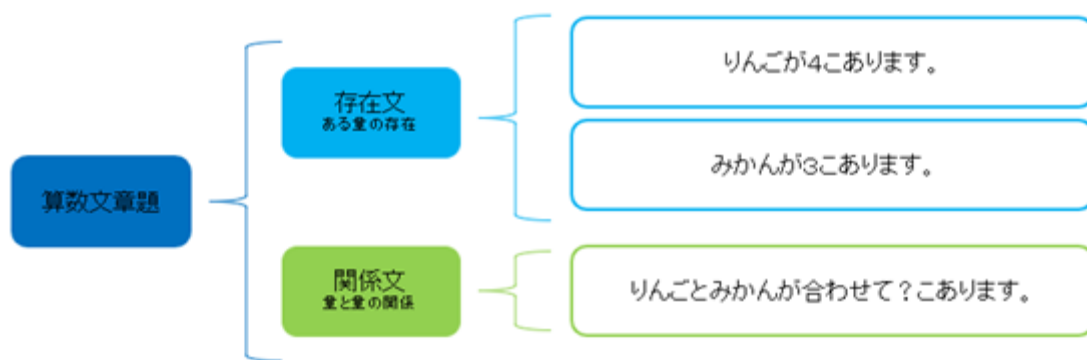 算数文章題
存在文
ある量の存在
りんごが4こあります。
みかんが3こあります。
関係文
量と量の関係
りんごとみかんが合わせて？こあります。